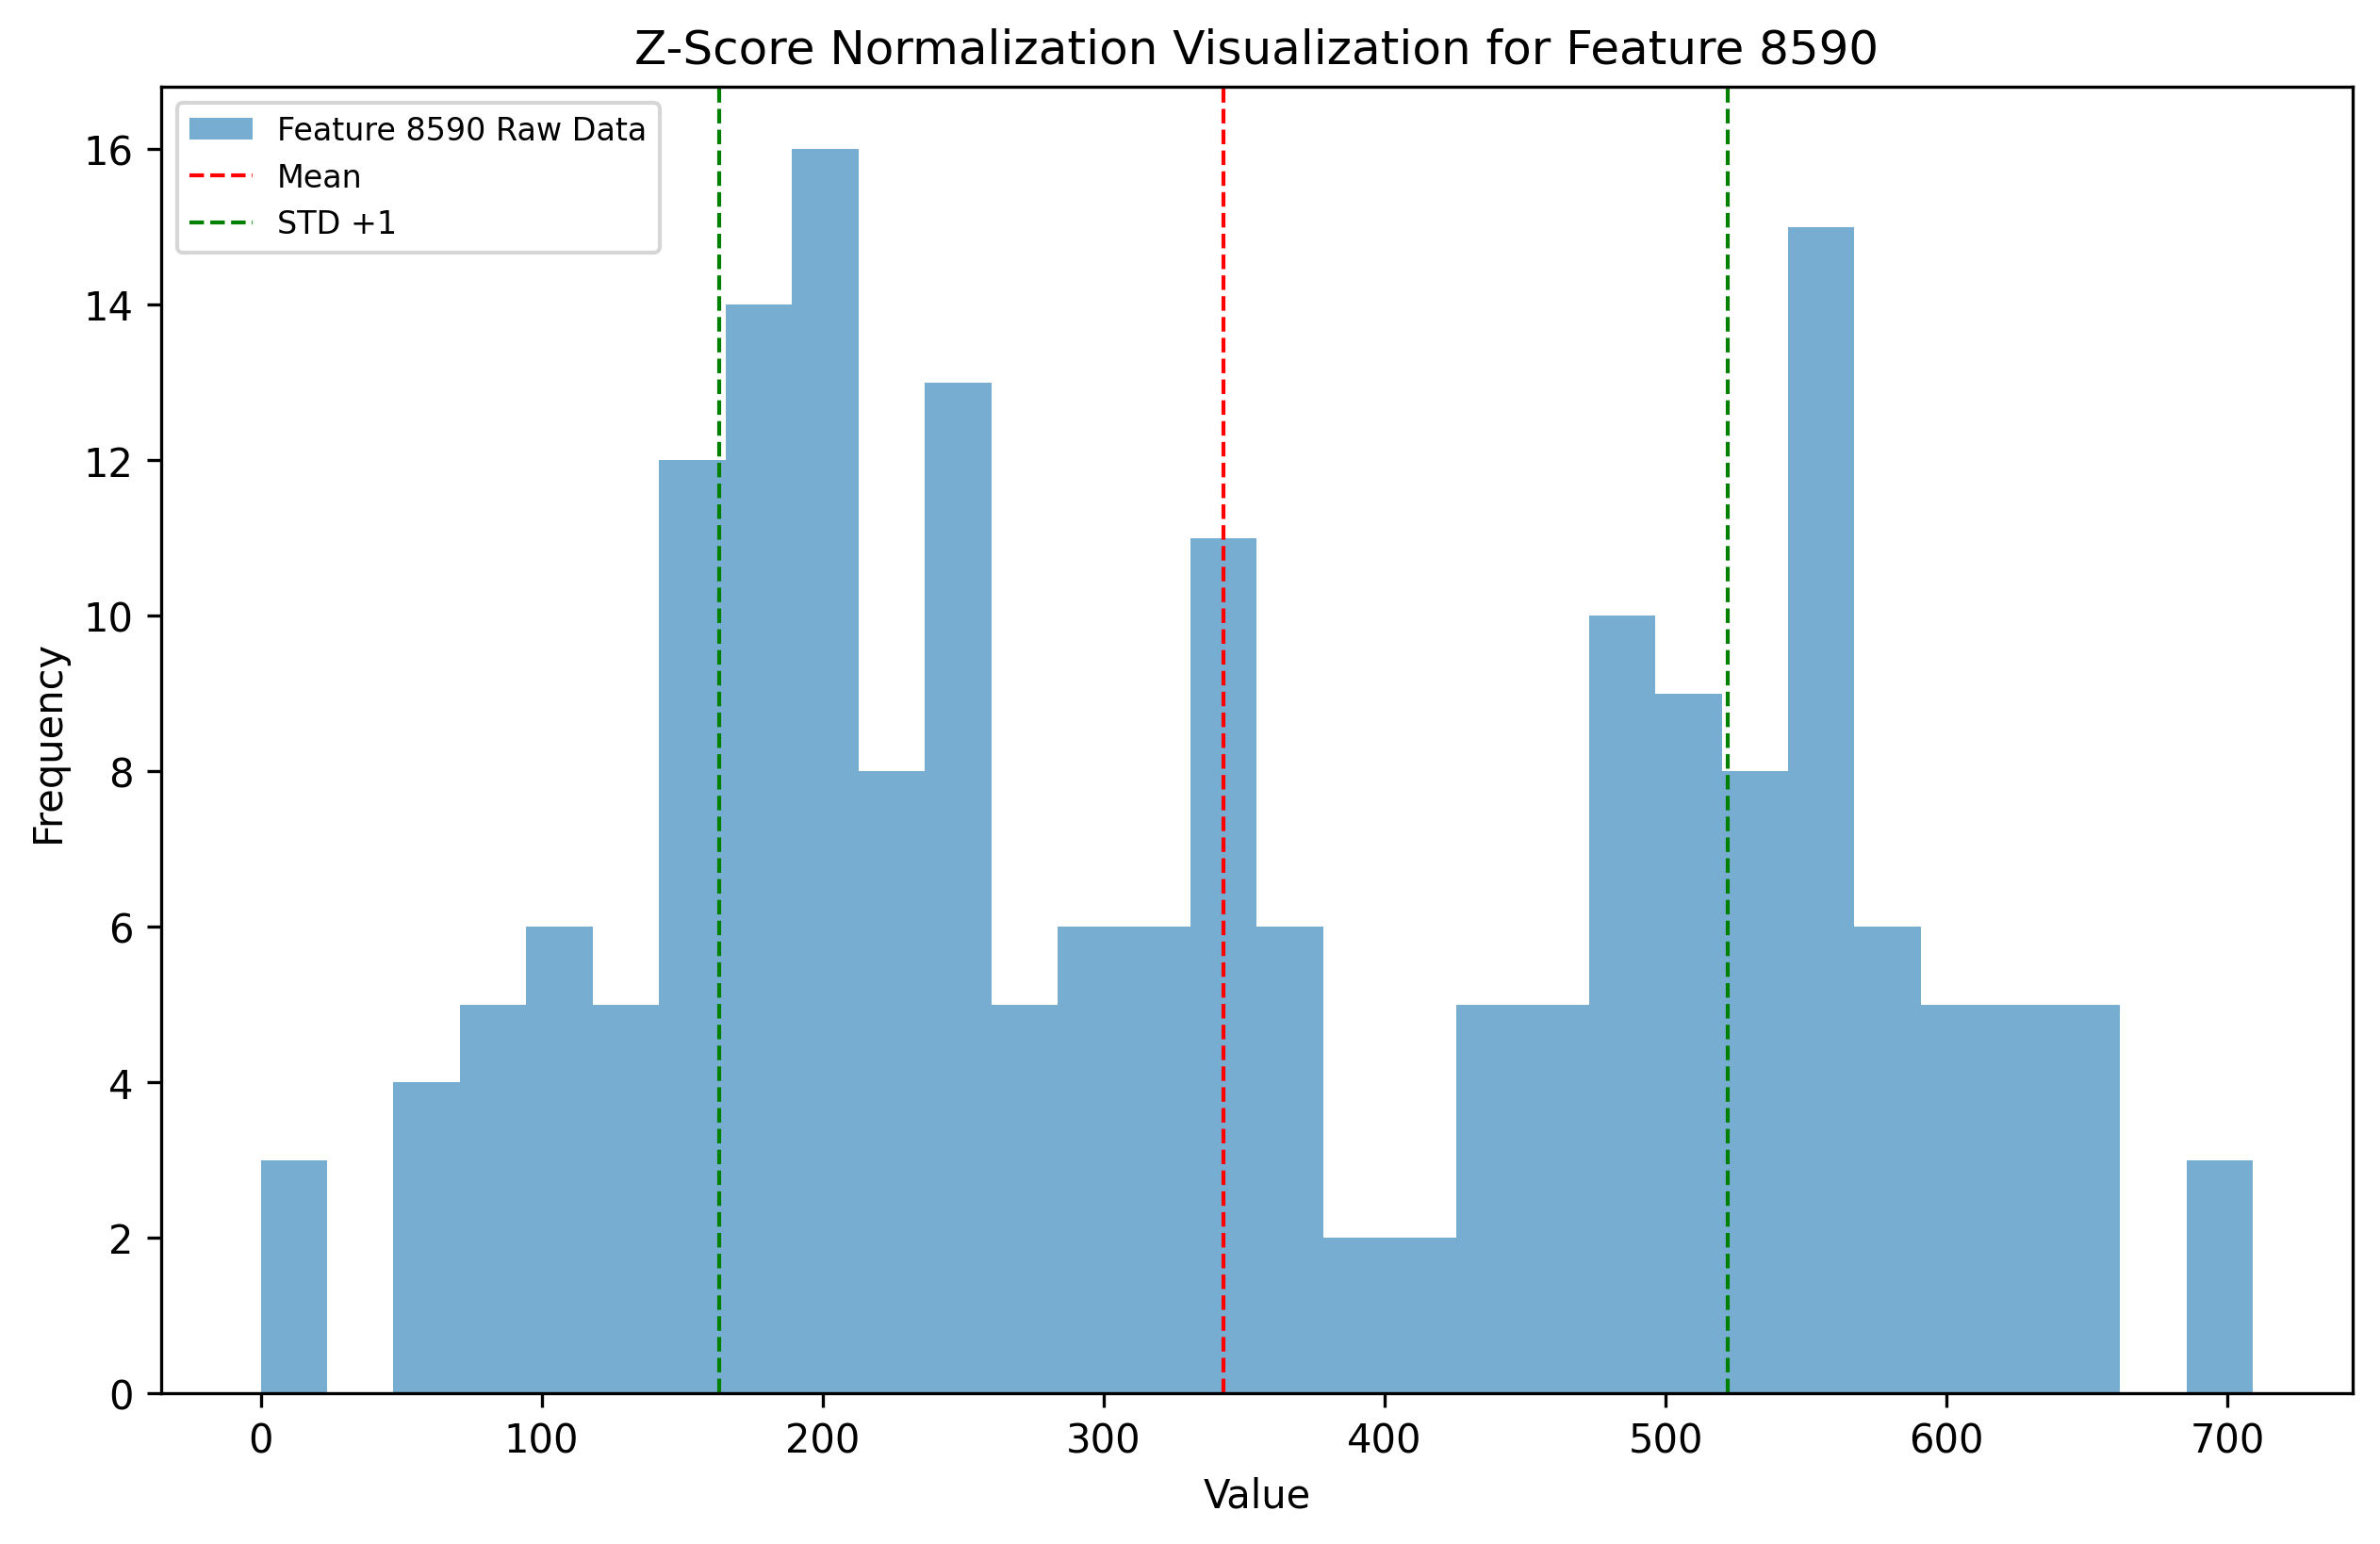 Z-Score Normalization Visualization for Feature 8590
Feature 8590 Raw Data
Mean
STD +1
16
14
12
10
8
6
4
2
0
Frequency
0 100 200 300 400 500 600 700
Value